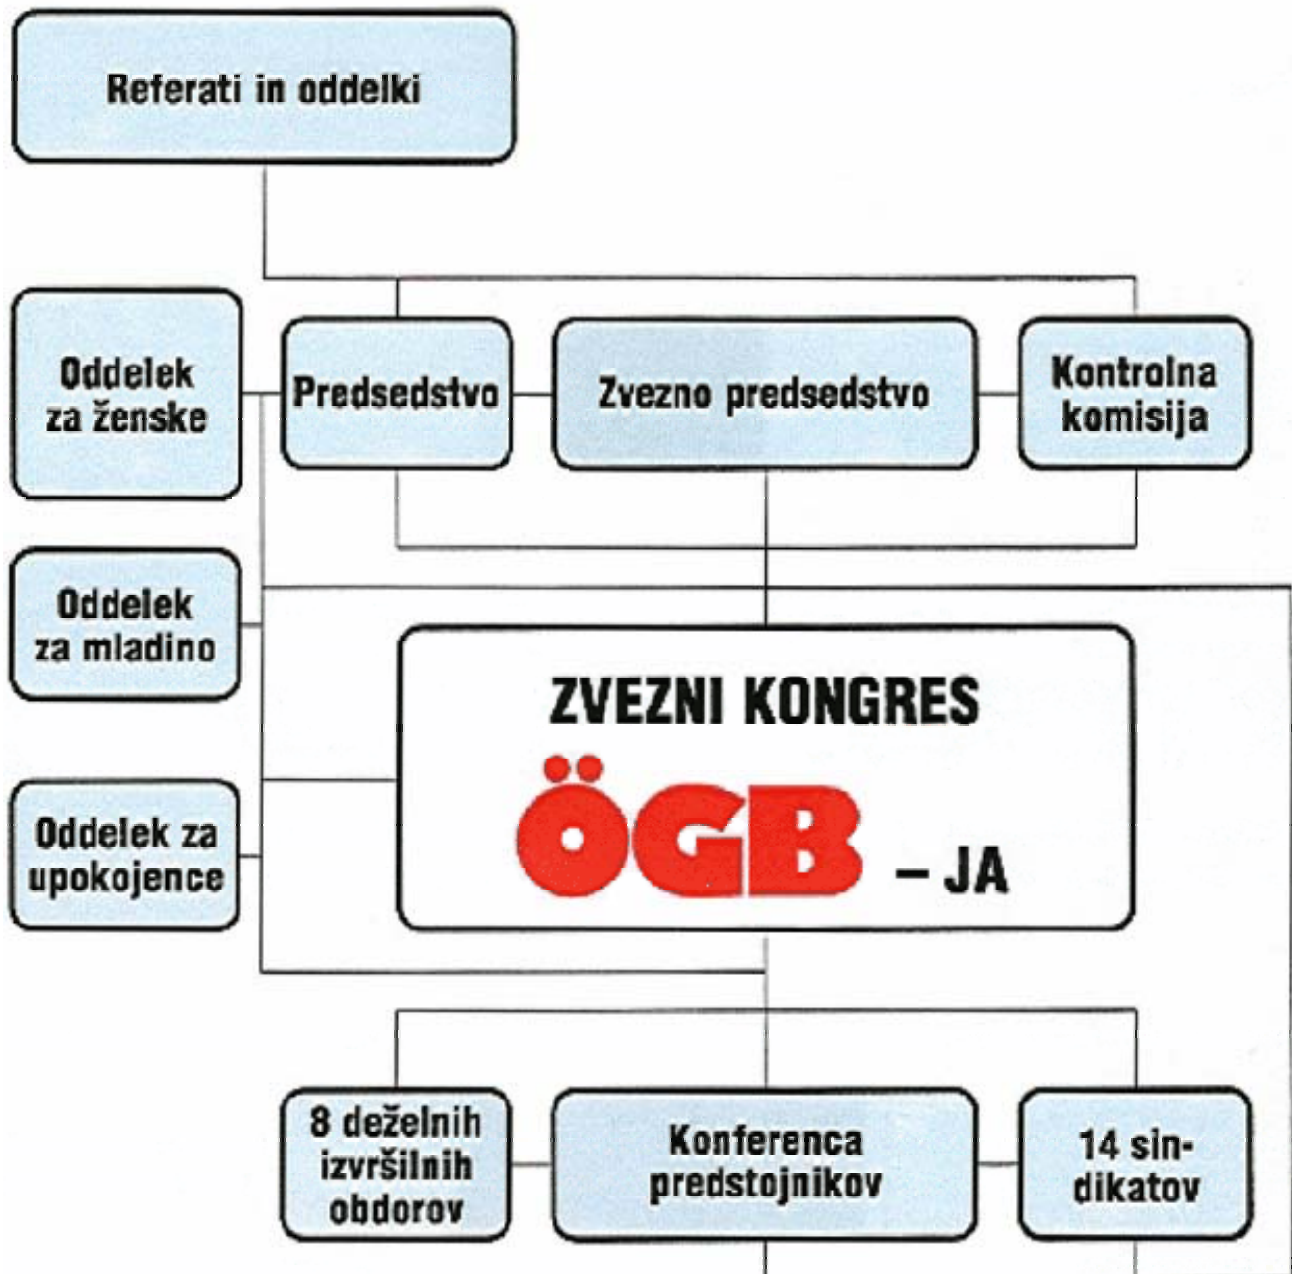 Referati in oddelki
Oddelek
za ženske
Predsedstvo
Zvezno predsedstvo
Kontrolna
komisija
Oddelek
za mladino
ZVEZNI KONGRES
ÖGB – JA
Oddelek za
upokojence
8 deželnih
izvršilnih
obdorov
Konferenca
predstojnikov
14 sin-
dikatov